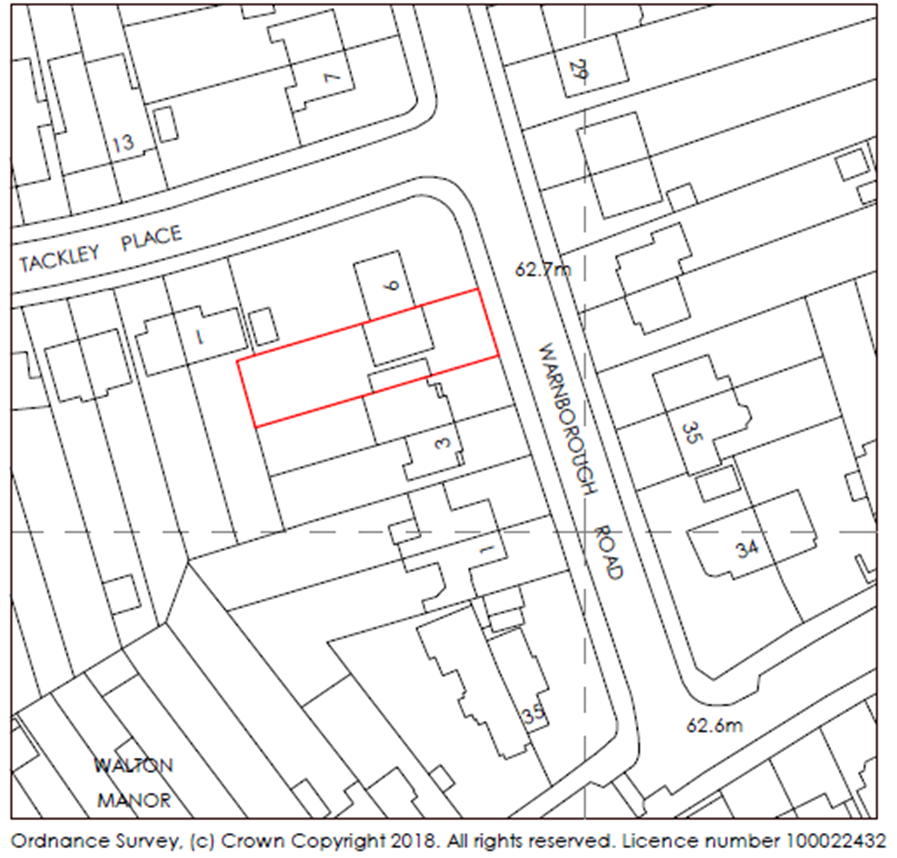 29
7
13
TACKLEY PLACE
62.7m
9
1
WARNBOROUGH ROAD
35
3
34
1
35
62.6m
WALTON
MANOR
Ordnance Survey, (c) Crown Copyright 2018. All rights reserved. Licence number 100022432